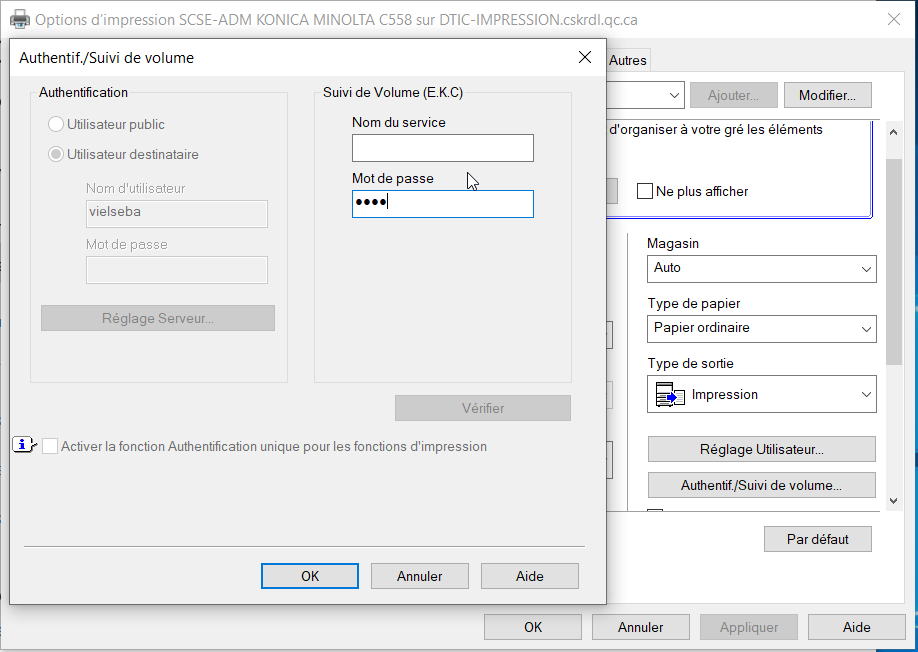 Options d'impression SCSE-ADM KONICA MINOLTA C558 sur DTIC-IMPRESSION.cskrdl.qc.ca
Authentif./Suivi de volume
Authentification
Utilisateur public
Utilisateur destinataire
Nom d'utilisateur
vielseba
Mot de passe
Réglage Serveur...
Suivi de Volume (E.K.C)
Nom du service
Mot de passe
••••
Vérifier
Activer la fonction Authentification unique pour les fonctions d'impression
OK
Annuler
Aide
Autres
Ajouter...
Modifier...
d'organiser à votre gré les éléments
Ne plus afficher
Magasin
Auto
Type de papier
Papier ordinaire
Type de sortie
Impression
Réglage Utilisateur...
Authentif./Suivi de volume...
Par défaut
OK
Annuler
Appliquer
Aide